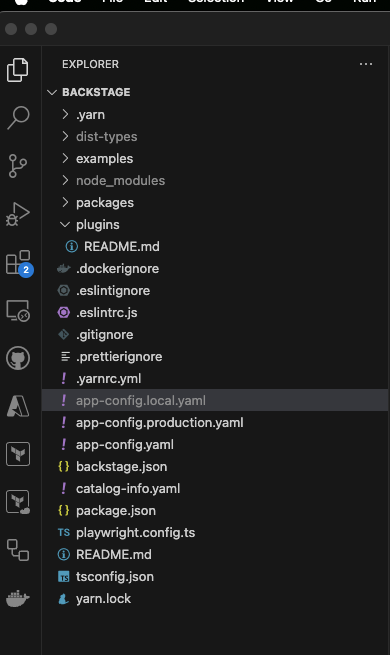 Code File Edit Selection View Go Run
EXPLORER
BACKSTAGE
.yarn
dist-types
examples
node_modules
packages
plugins
README.md
.dockerignore
.eslintignore
.eslintrc.js
.gitignore
.prettierignore
.yarnrc.yml
2
app-config.local.yaml
app-config.production.yaml
app-config.yaml
{} backstage.json
catalog-info.yaml
{} package.json
TS playwright.config.ts
README.md
TS tsconfig.json
yarn.lock